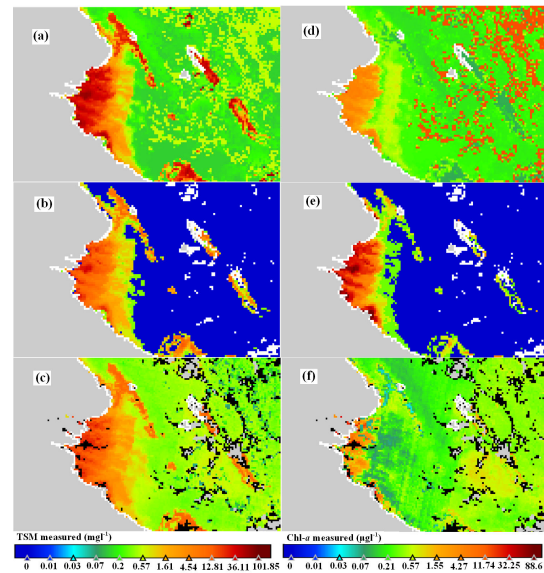 (a)
(d)
(b)
(e)
(c)
(f)
TSM measured (mgl⁻¹)
Chl-a measured (µgl⁻¹)
0 0.01 0.03 0.07 0.2 0.57 1.61 4.54 12.81 36.11 101.85
0 0.01 0.03 0.07 0.2 0.57 1.55 4.27 11.74 32.25 88.6